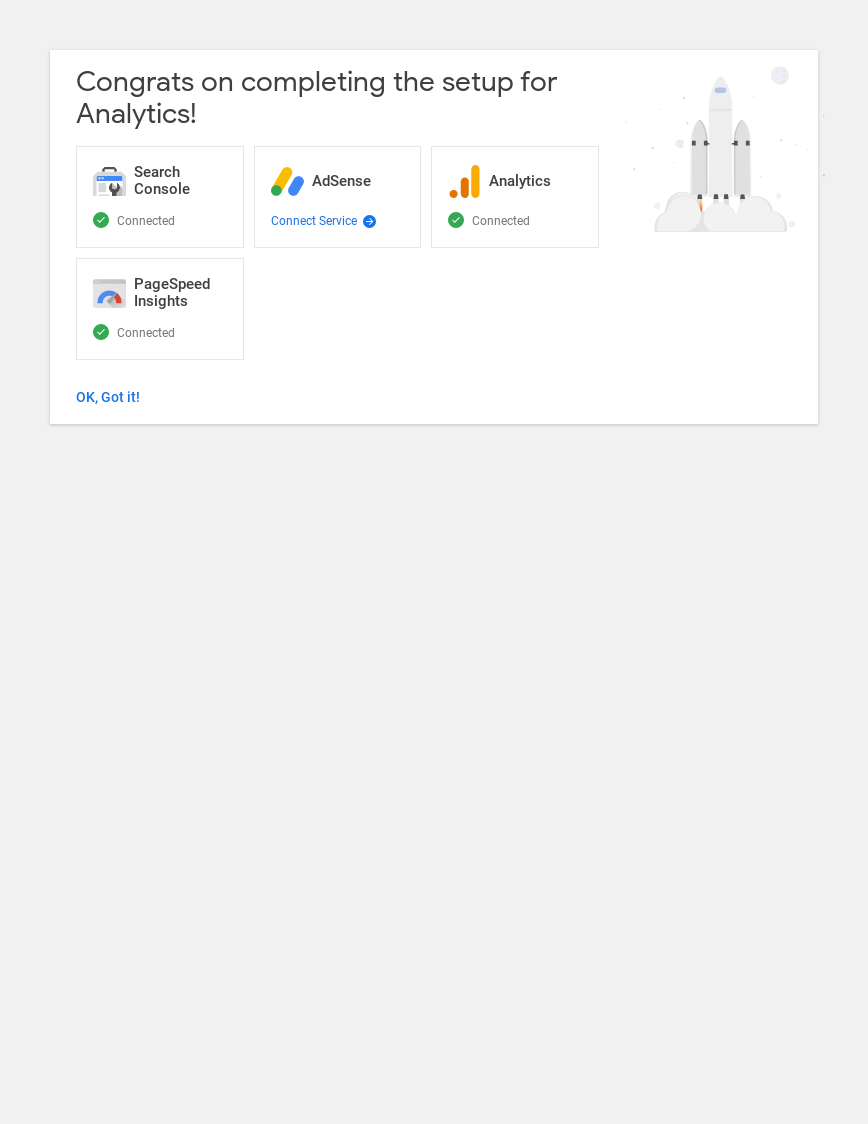 Congrats on completing the setup for
Analytics!
Search
Console
Connected
AdSense
Connect Service
Analytics
Connected
PageSpeed
Insights
Connected
OK, Got it!